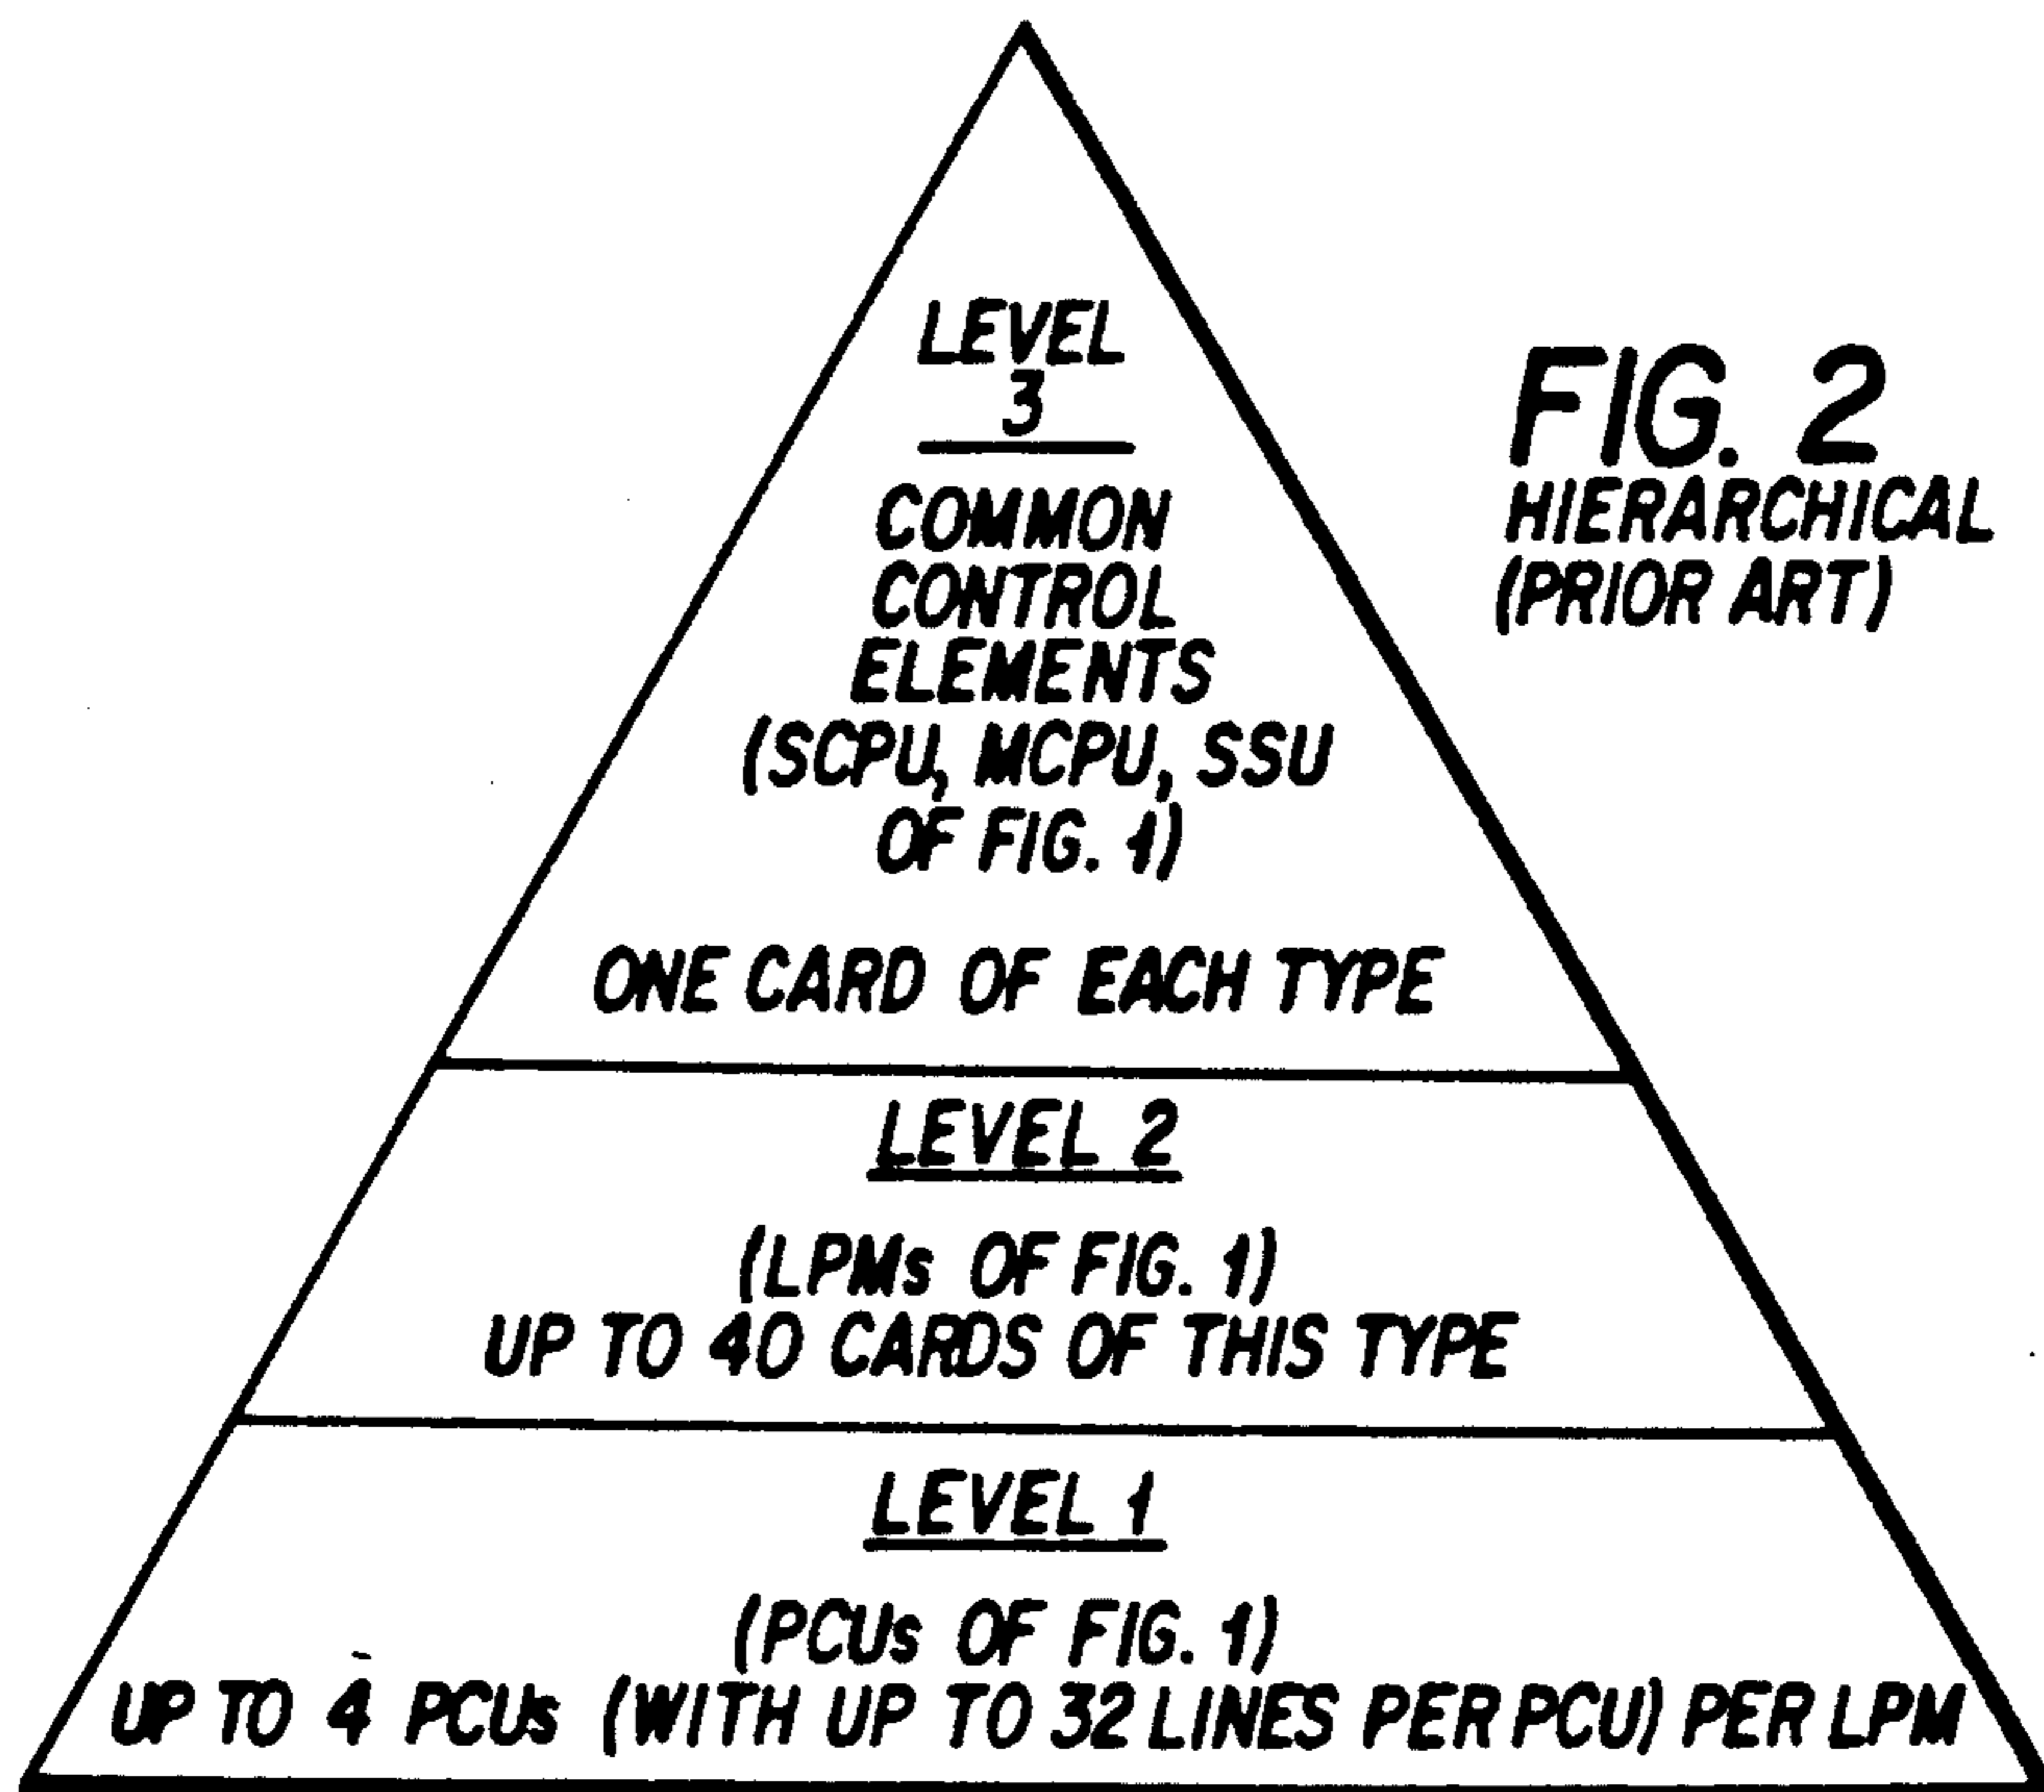 LEVEL
3
COMMON
CONTROL
ELEMENTS
(SCPU, MCPU, SSU
OF FIG. 1)
ONE CARD OF EACH TYPE
LEVEL 2
(LPMs OF FIG. 1)
UP TO 40 CARDS OF THIS TYPE
LEVEL 1
(PCUs OF FIG. 1)
UP TO 4 PCUs (WITH UP TO 32 LINES PER PCU) PER LPM
FIG. 2
HIERARCHICAL
(PRIOR ART)